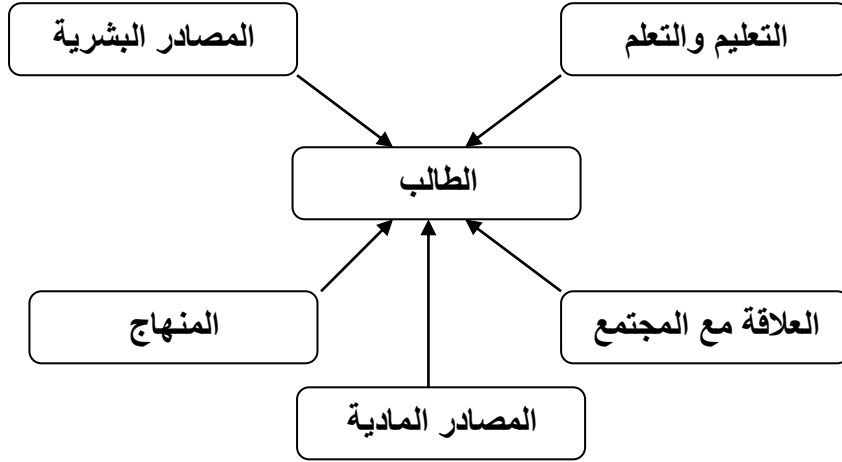 التعليم والتعلم
المصادر البشرية
الطالب
العلاقة مع المجتمع
المنهاج
المصادر المادية